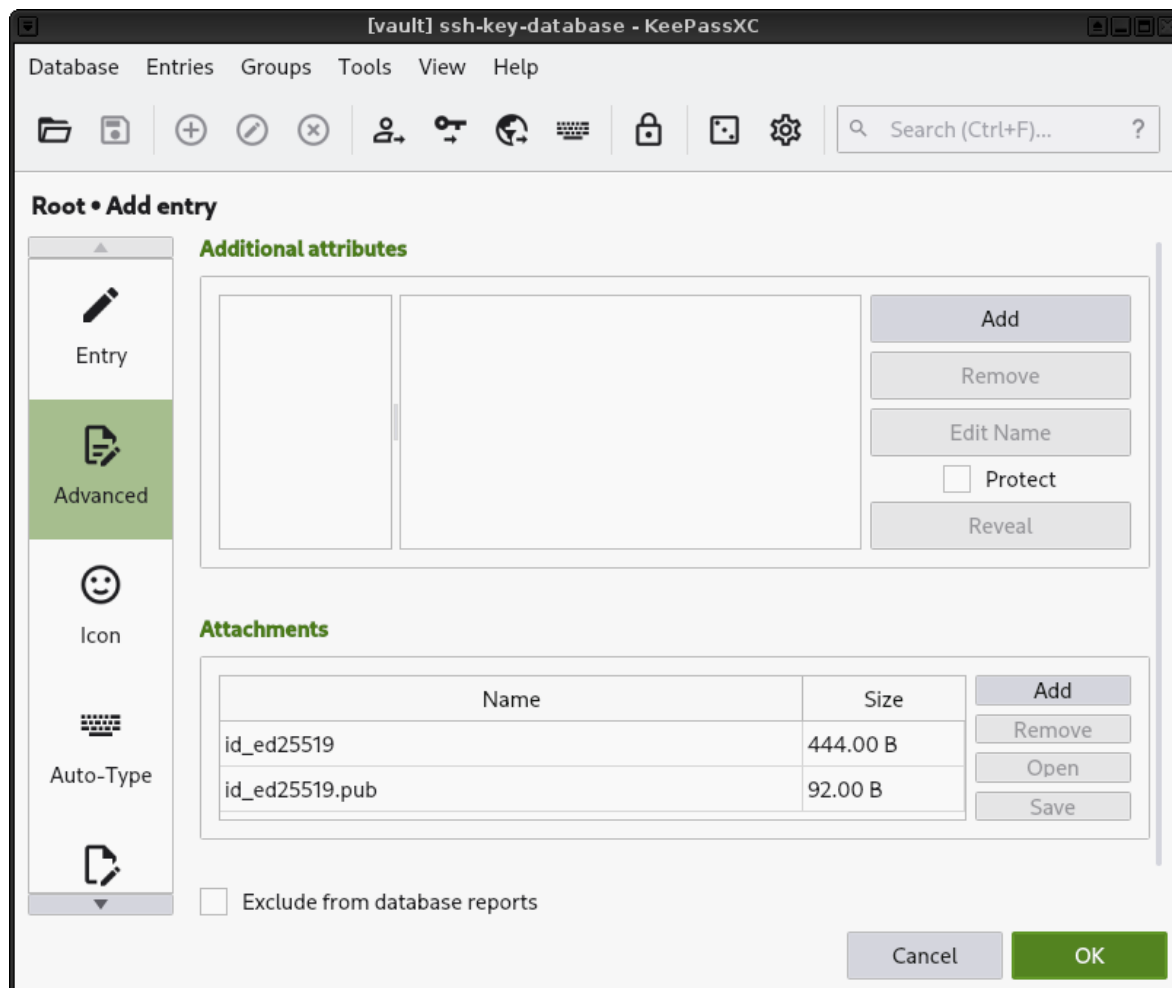 [vault] ssh-key-database - KeePassXC
Database Entries Groups Tools View Help
Search (Ctrl+F)... ?
Root • Add entry
Additional attributes
Entry
Add
Remove
Edit Name
Protect
Reveal
Advanced
Icon
Attachments
Name Size
id_ed25519 444.00 B
id_ed25519.pub 92.00 B
Add
Remove
Open
Save
Auto-Type
Exclude from database reports
Cancel OK